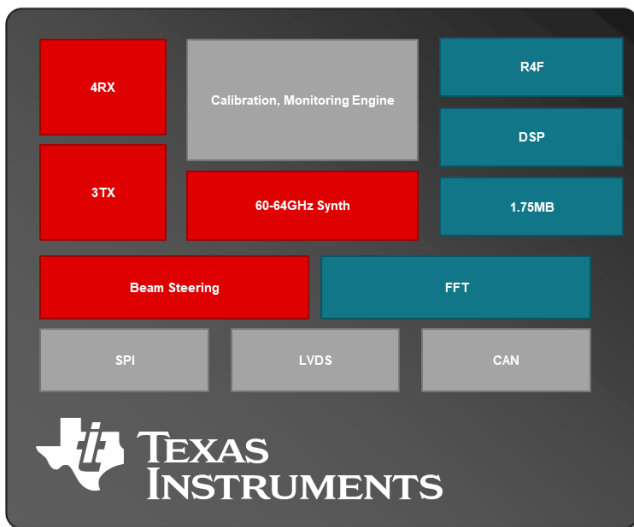 4RX
Calibration, Monitoring Engine
R4F
DSP
3TX
60-64GHz Synth
1.75MB
Beam Steering
FFT
SPI
LVDS
CAN
TEXAS
INSTRUMENTS